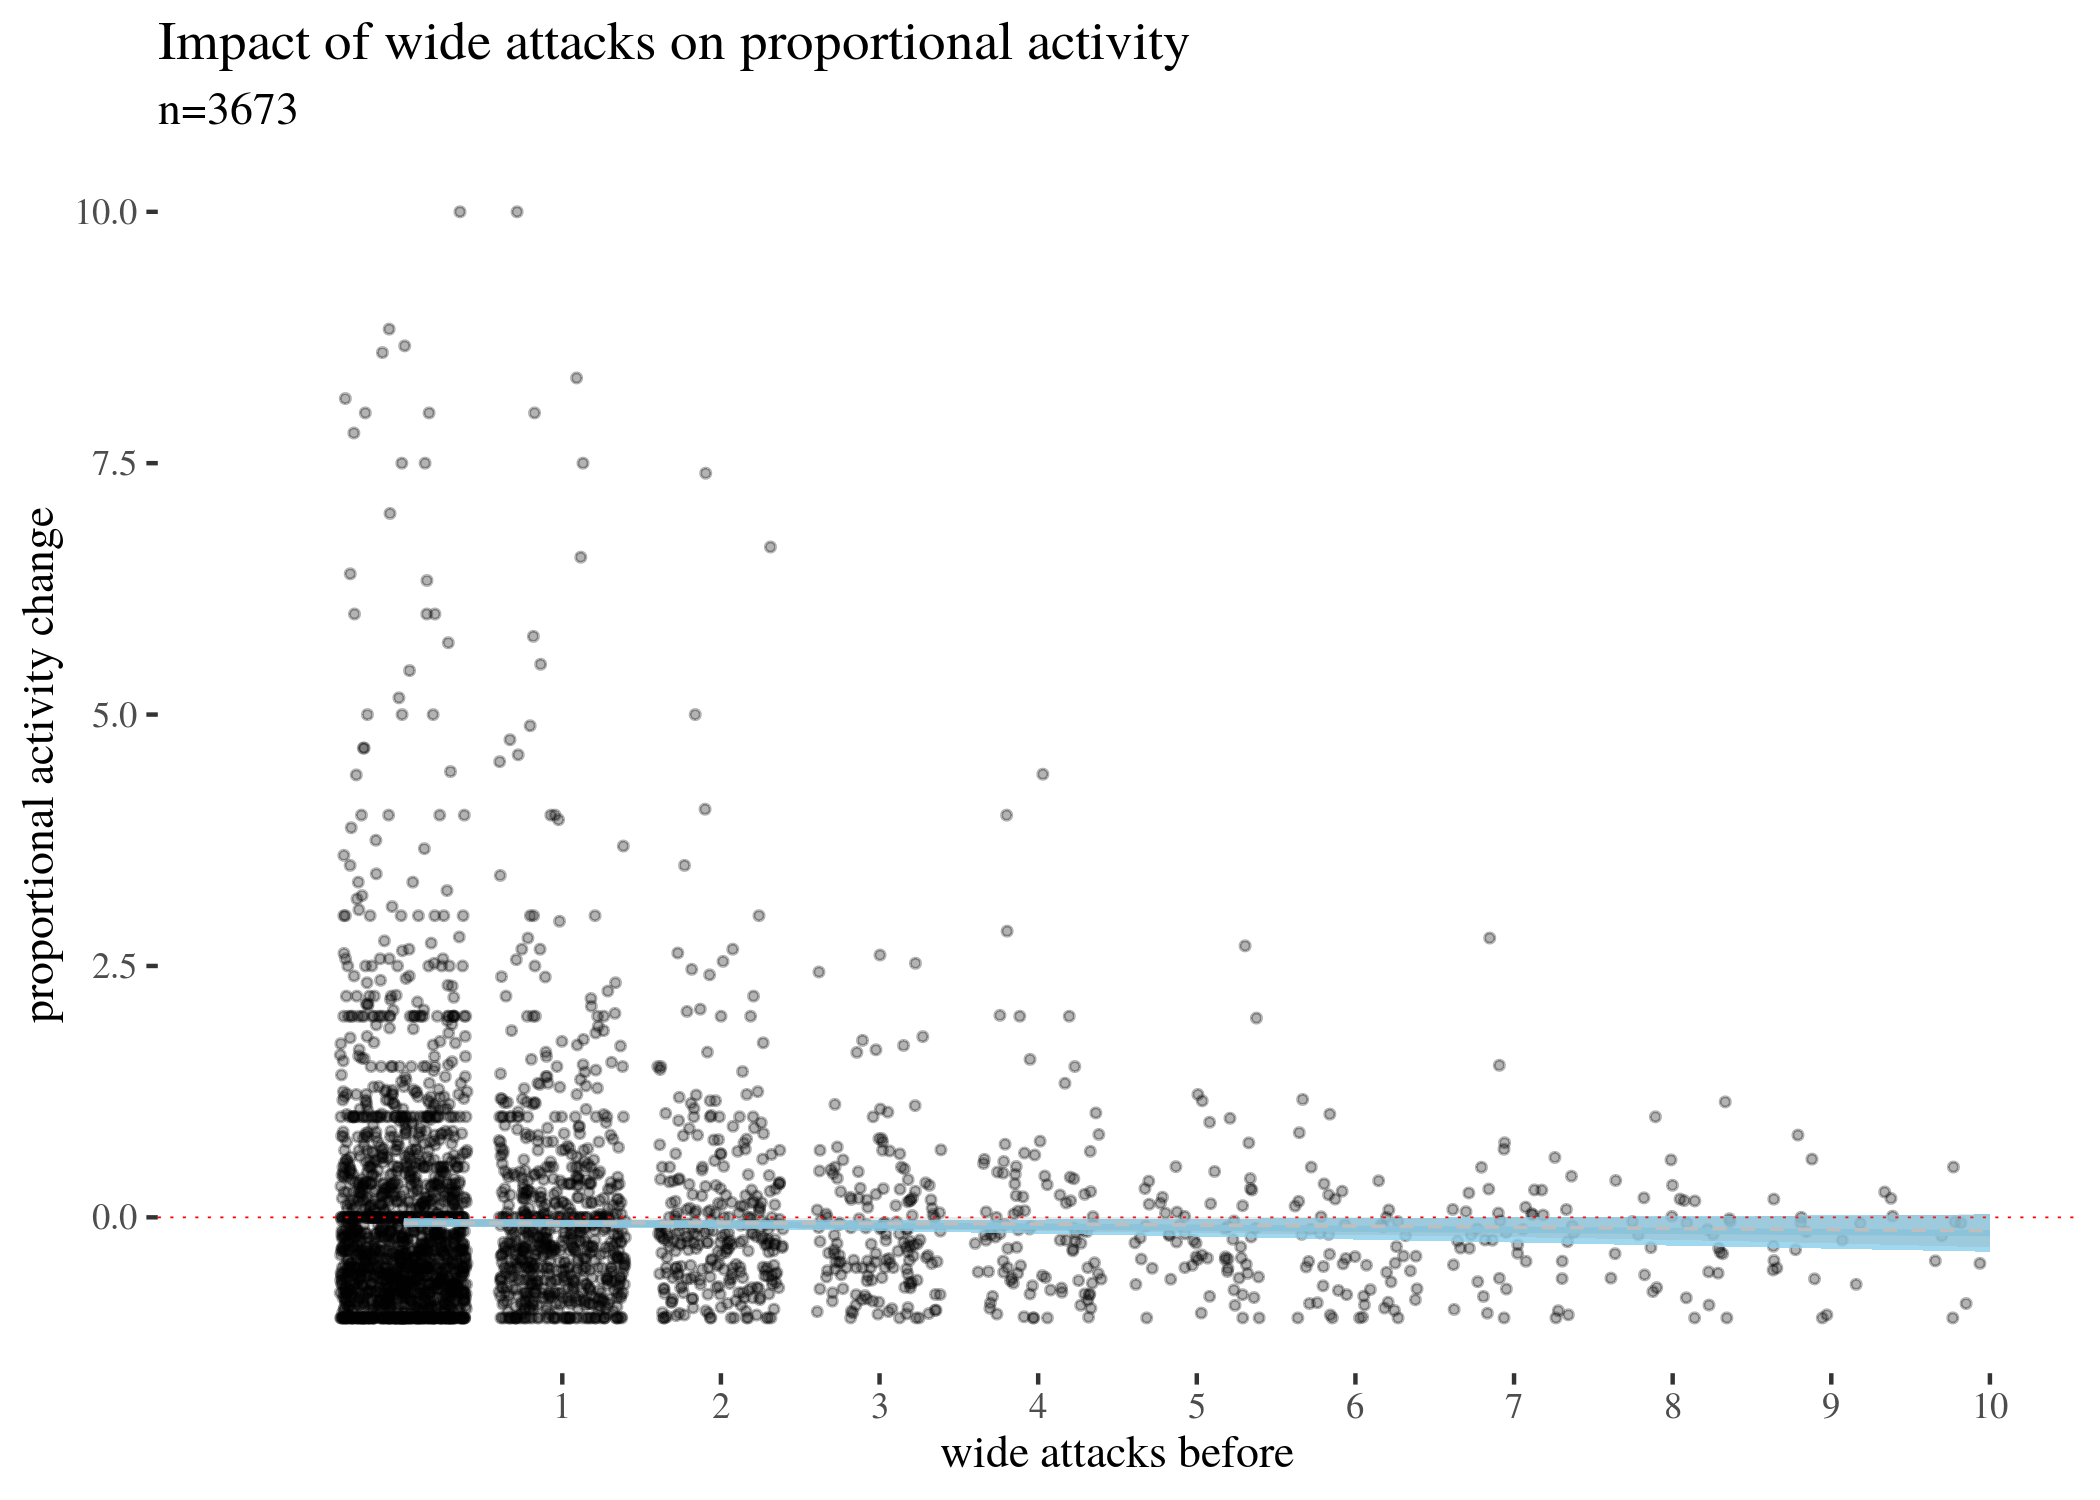 Impact of wide attacks on proportional activity
n=3673
proportional activity change
10.0
7.5
5.0
2.5
0.0
1 2 3 4 5 6 7 8 9 10
wide attacks before